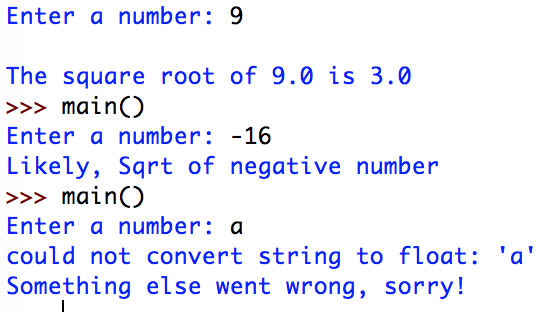 Enter a number: 9
The square root of 9.0 is 3.0
>>> main()
Enter a number: -16
Likely, Sqrt of negative number
>>> main()
Enter a number: a
could not convert string to float: 'a'
Something else went wrong, sorry!